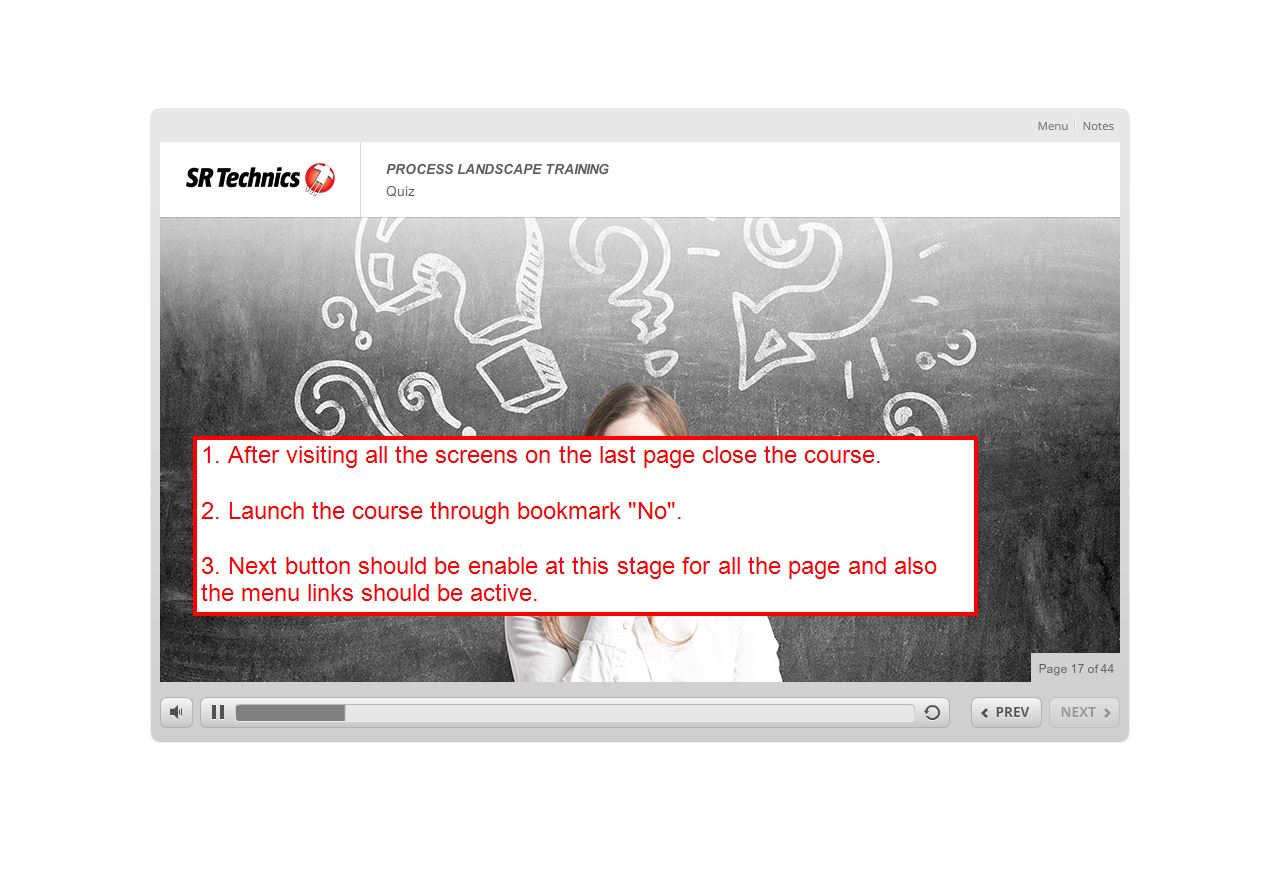 Menu Notes
SR Technics
PROCESS LANDSCAPE TRAINING
Quiz
1. After visiting all the screens on the last page close the course.
2. Launch the course through bookmark "No".
3. Next button should be enable at this stage for all the page and also
the menu links should be active.
Page 17 of 44
PREV NEXT